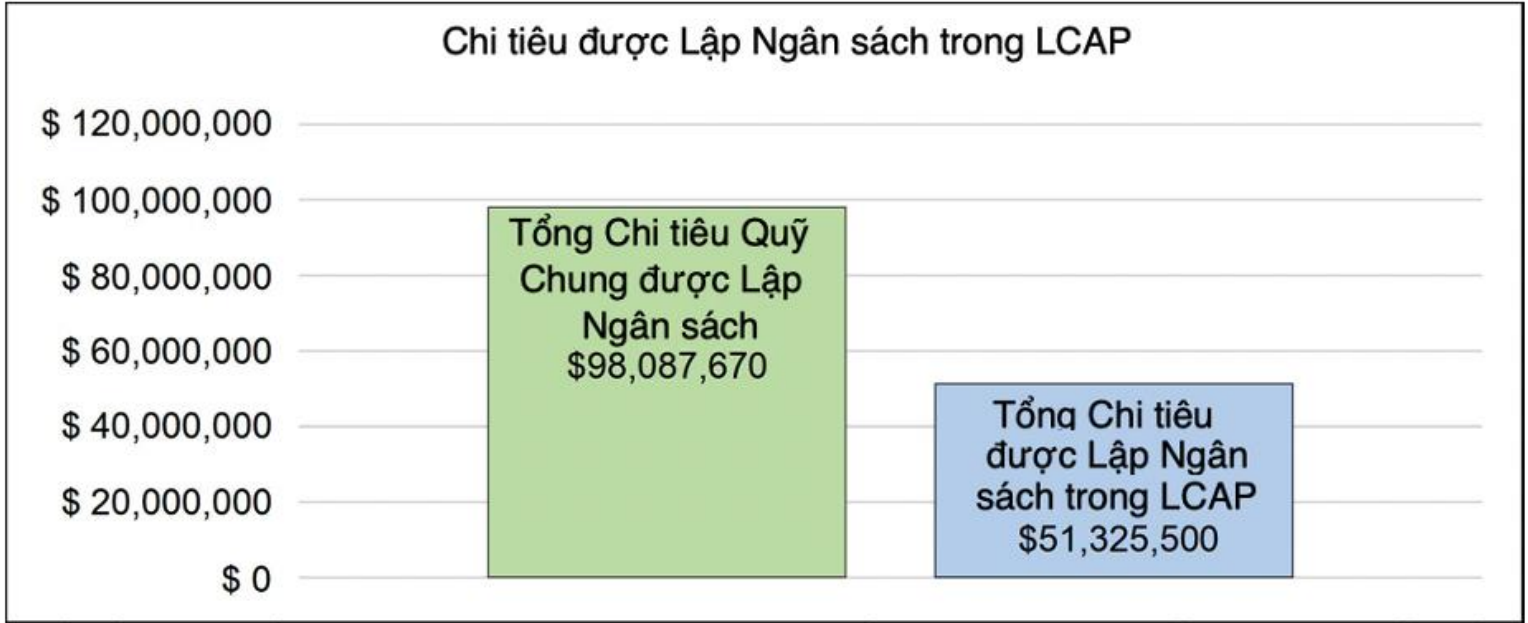 Chi tiêu được Lập Ngân sách trong LCAP
$ 120,000,000
$ 100,000,000
$ 80,000,000
$ 60,000,000
$ 40,000,000
$ 20,000,000
$ 0
Tổng Chi tiêu Quỹ
Chung được Lập
Ngân sách
$98,087,670
Tổng Chi tiêu
được Lập Ngân
sách trong LCAP
$51,325,500